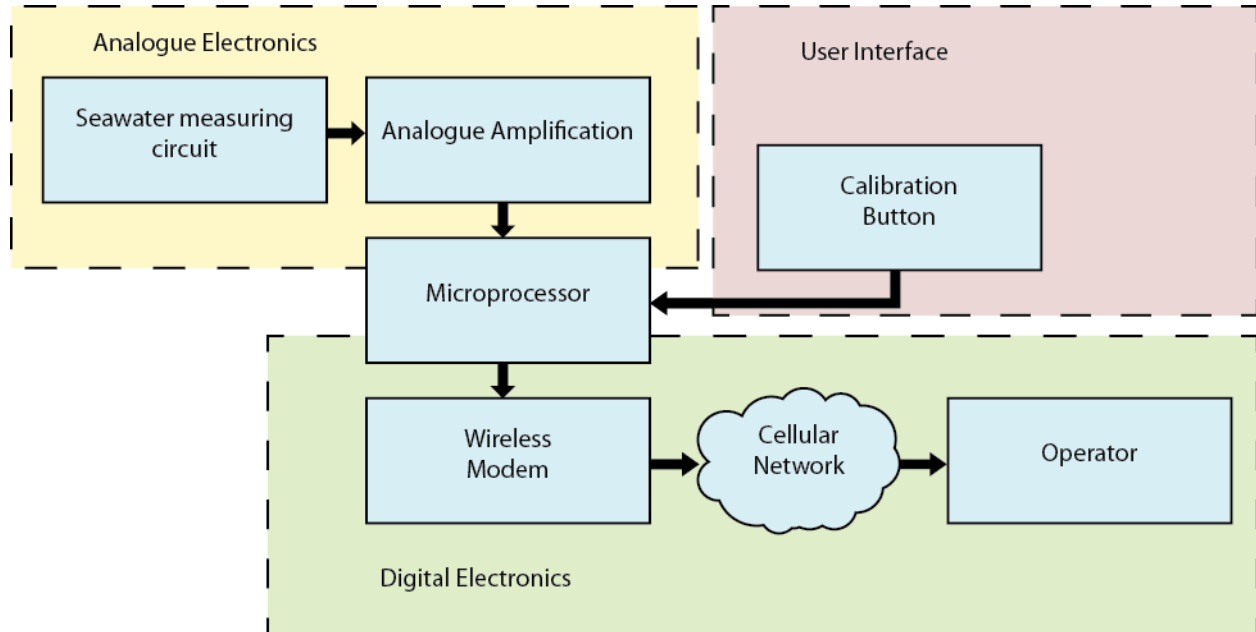 Analogue Electronics
Seawater measuring
circuit
Analogue Amplification
User Interface
Calibration
Button
Microprocessor
Wireless
Modem
Cellular
Network
Operator
Digital Electronics